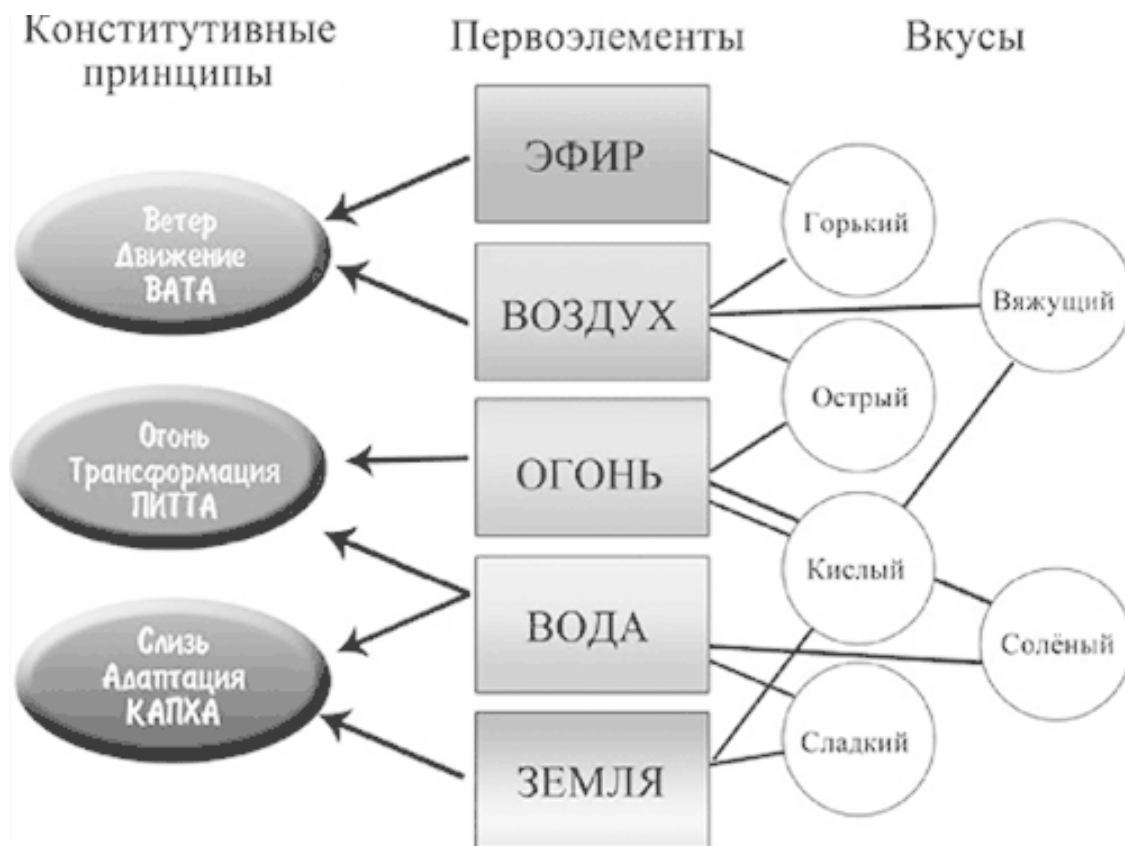 Конститутивные
принципы
Первоэлементы
Вкусы
Ветер
Движение
ВАТА
Огонь
Трансформация
ПИТТА
Слизь
Адаптация
КАПХА
ЭФИР
ВОЗДУХ
ОГОНЬ
ВОДА
ЗЕМЛЯ
Горький
Вяжущий
Острый
Кислый
Солёный
Сладкий